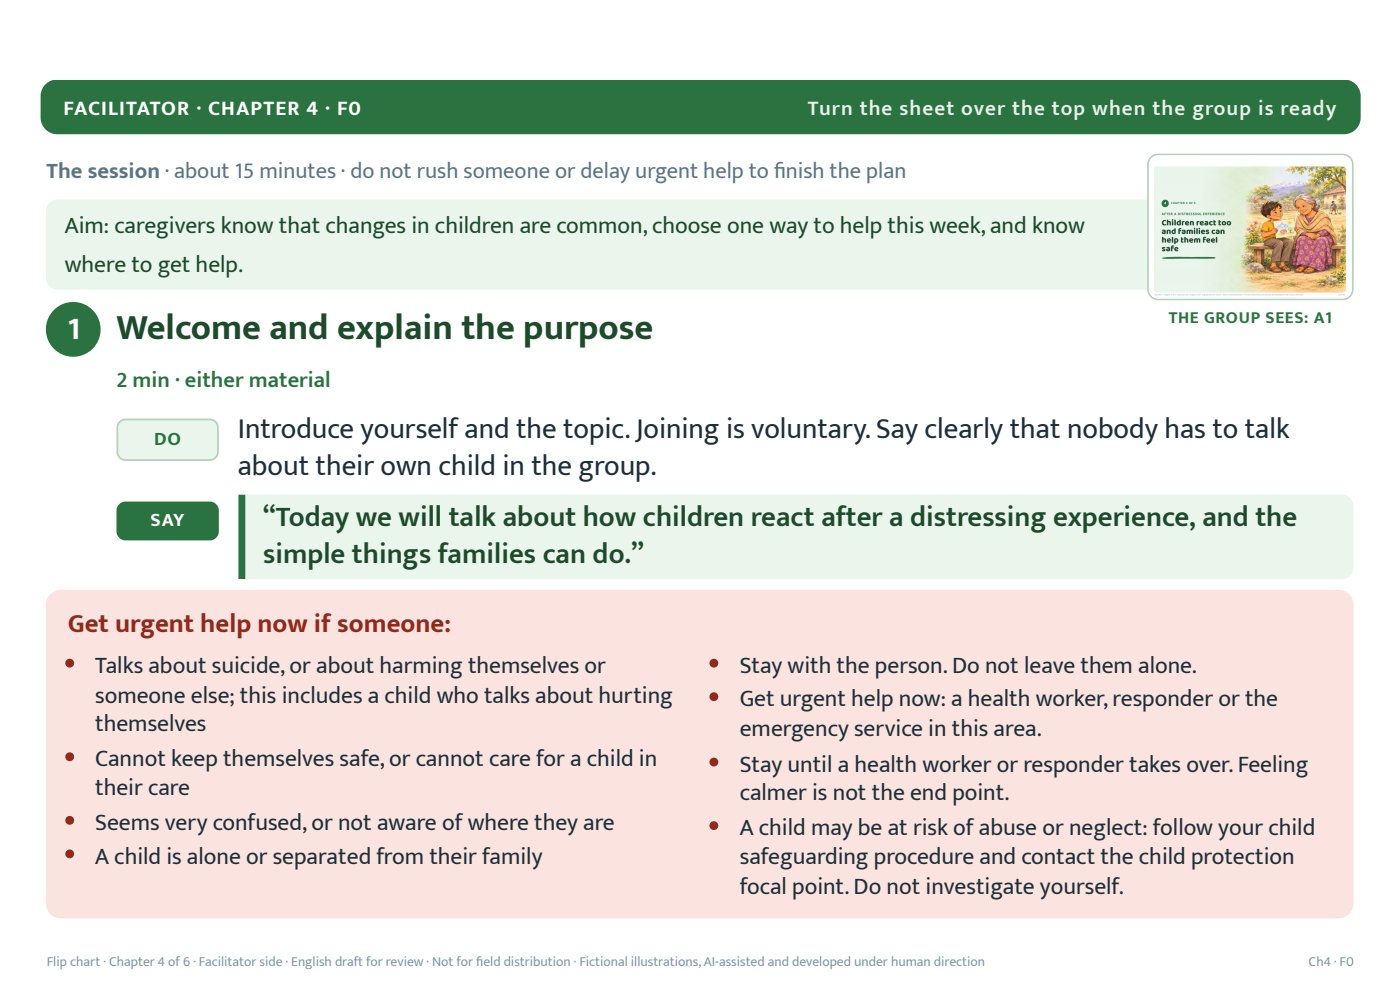 FACILITATOR · CHAPTER 4 · F0
Turn the sheet over the top when the group is ready
The session · about 15 minutes · do not rush someone or delay urgent help to finish the plan
Aim: caregivers know that changes in children are common, choose one way to help this week, and know
where to get help.
CHAPTER 4 OF 6
AFTER A DISTRESSING EXPERIENCE
Children react too
and families can
help them feel
safe
THE GROUP SEES: A1
1 Welcome and explain the purpose
2 min · either material
DO
Introduce yourself and the topic. Joining is voluntary. Say clearly that nobody has to talk
about their own child in the group.
SAY
“Today we will talk about how children react after a distressing experience, and the
simple things families can do.”
Get urgent help now if someone:
• Talks about suicide, or about harming themselves or
someone else; this includes a child who talks about hurting
themselves
• Cannot keep themselves safe, or cannot care for a child in
their care
• Seems very confused, or not aware of where they are
• A child is alone or separated from their family
• Stay with the person. Do not leave them alone.
• Get urgent help now: a health worker, responder or the
emergency service in this area.
• Stay until a health worker or responder takes over. Feeling
calmer is not the end point.
• A child may be at risk of abuse or neglect: follow your child
safeguarding procedure and contact the child protection
focal point. Do not investigate yourself.
Flip chart · Chapter 4 of 6 · Facilitator side · English draft for review · Not for field distribution · Fictional illustrations, AI-assisted and developed under human direction
Ch4 · F0